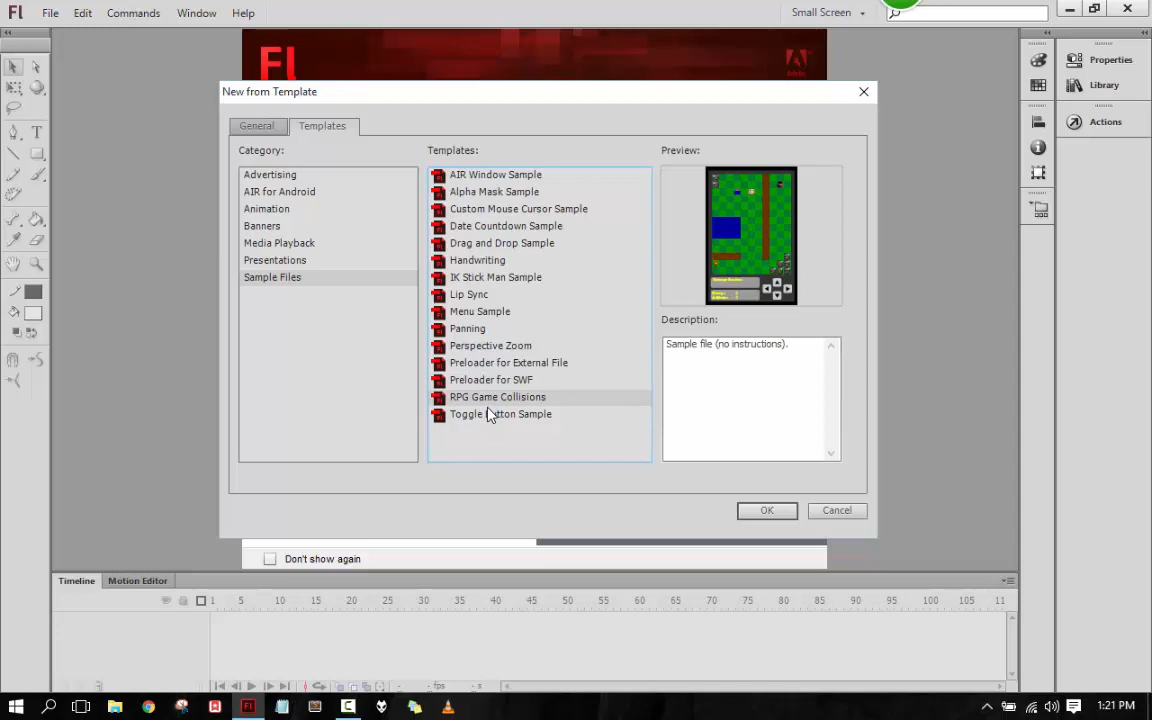 Fl File Edit Commands Window Help Small Screen
Fl
New from Template
General Templates
Category: Templates: Preview:
Advertising
AIR for Android
Animation
Banners
Media Playback
Presentations
Sample Files
AIR Window Sample
Alpha Mask Sample
Custom Mouse Cursor Sample
Date Countdown Sample
Drag and Drop Sample
Handwriting
IK Stick Man Sample
Lip Sync
Menu Sample
Panning
Perspective Zoom
Preloader for External File
Preloader for SWF
RPG Game Collisions
Toggle Button Sample
Description:
Sample file (no instructions).
OK Cancel
Don't show again
Properties
Library
Actions
Timeline Motion Editor
1 5 10 15 20 25 30 35 40 45 50 55 60 65 70 75 80 85 90 95 100 105 11
fps s
Fl 1:21 PM